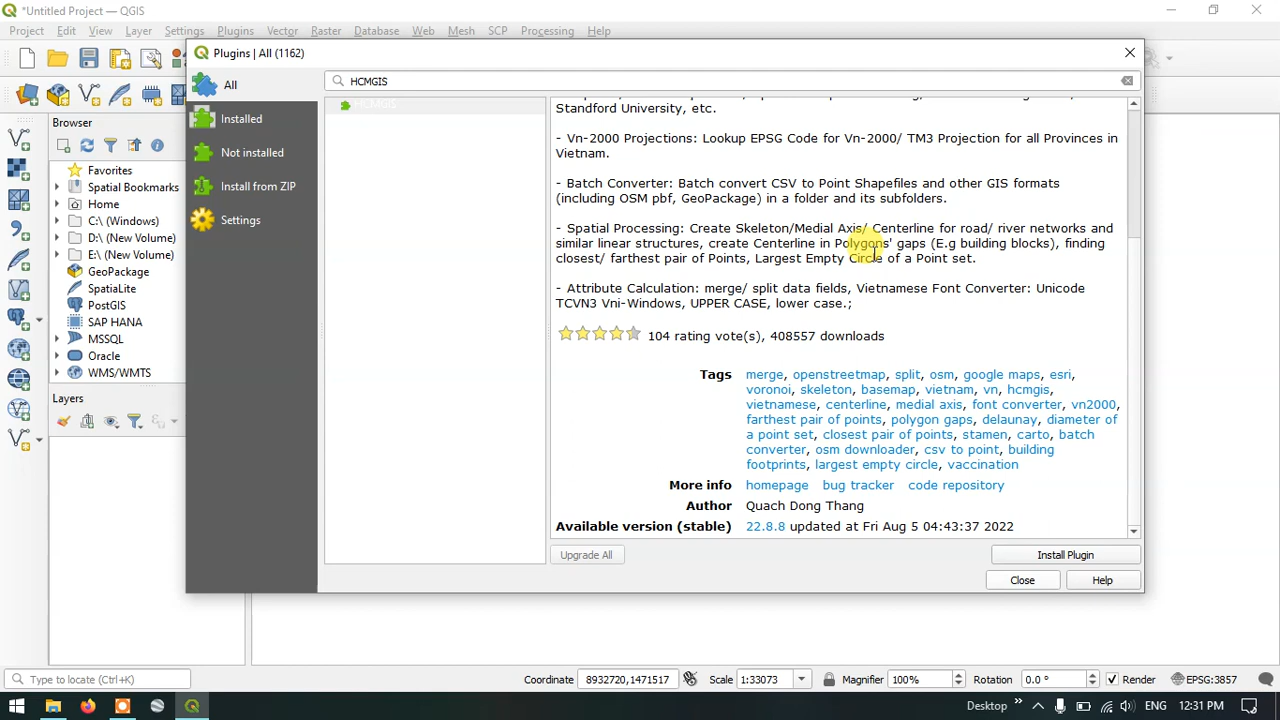 *Untitled Project — QGIS
Project Edit View Layer Settings Plugins Vector Raster Database Web Mesh SCP Processing Help
Plugins | All (1162)
All
HCMGIS
Installed
Not installed
Install from ZIP
Settings
HCMGIS
Standford University, etc.
- Vn-2000 Projections: Lookup EPSG Code for Vn-2000/ TM3 Projection for all Provinces in
Vietnam.
- Batch Converter: Batch convert CSV to Point Shapefiles and other GIS formats
(including OSM pbf, GeoPackage) in a folder and its subfolders.
- Spatial Processing: Create Skeleton/Medial Axis/ Centerline for road/ river networks and
similar linear structures, create Centerline in Polygons' gaps (E.g building blocks), finding
closest/ farthest pair of Points, Largest Empty Circle of a Point set.
- Attribute Calculation: merge/ split data fields, Vietnamese Font Converter: Unicode
TCVN3 Vni-Windows, UPPER CASE, lower case.;
104 rating vote(s), 408557 downloads
Tags merge, openstreetmap, split, osm, google maps, esri,
voronoi, skeleton, basemap, vietnam, vn, hcmgis,
vietnamese, centerline, medial axis, font converter, vn2000,
farthest pair of points, polygon gaps, delaunay, diameter of
a point set, closest pair of points, stamen, carto, batch
converter, osm downloader, csv to point, building
footprints, largest empty circle, vaccination
More info homepage bug tracker code repository
Author Quach Dong Thang
Available version (stable) 22.8.8 updated at Fri Aug 5 04:43:37 2022
Upgrade All
Install Plugin
Close
Help
Browser
Favorites
Spatial Bookmarks
Home
C:\ (Windows)
D:\ (New Volume)
E:\ (New Volume)
GeoPackage
SpatiaLite
PostGIS
SAP HANA
MSSQL
Oracle
WMS/WMTS
Layers
Type to locate (Ctrl+K)
Coordinate 8932720,1471517 Scale 1:33073 Magnifier 100% Rotation 0.0 ° Render EPSG:3857
Desktop ENG 12:31 PM